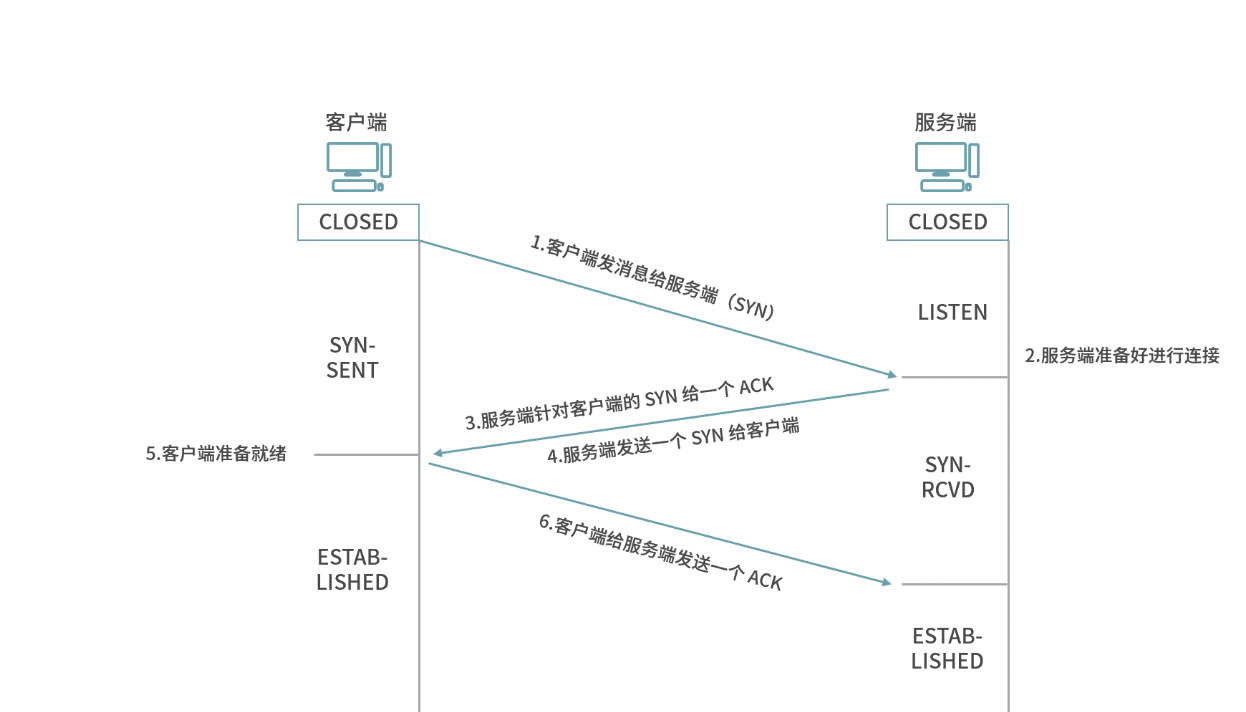 客户端
服务端
CLOSED
CLOSED
1.客户端发消息给服务端（SYN）
LISTEN
SYN-
SENT
2.服务端准备好进行连接
3.服务端针对客户端的 SYN 给一个 ACK
4.服务端发送一个 SYN 给客户端
5.客户端准备就绪
SYN-
RCVD
6.客户端给服务端发送一个 ACK
ESTAB-
LISHED
ESTAB-
LISHED